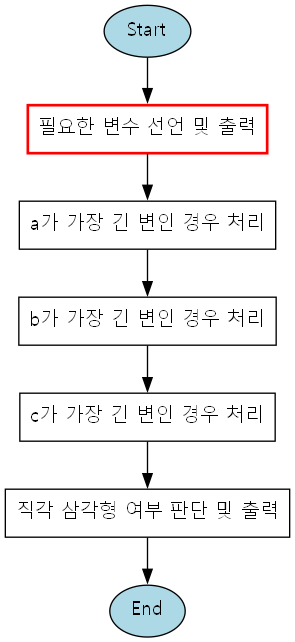 Start
필요한 변수 선언 및 출력
a가 가장 긴 변인 경우 처리
b가 가장 긴 변인 경우 처리
c가 가장 긴 변인 경우 처리
직각 삼각형 여부 판단 및 출력
End